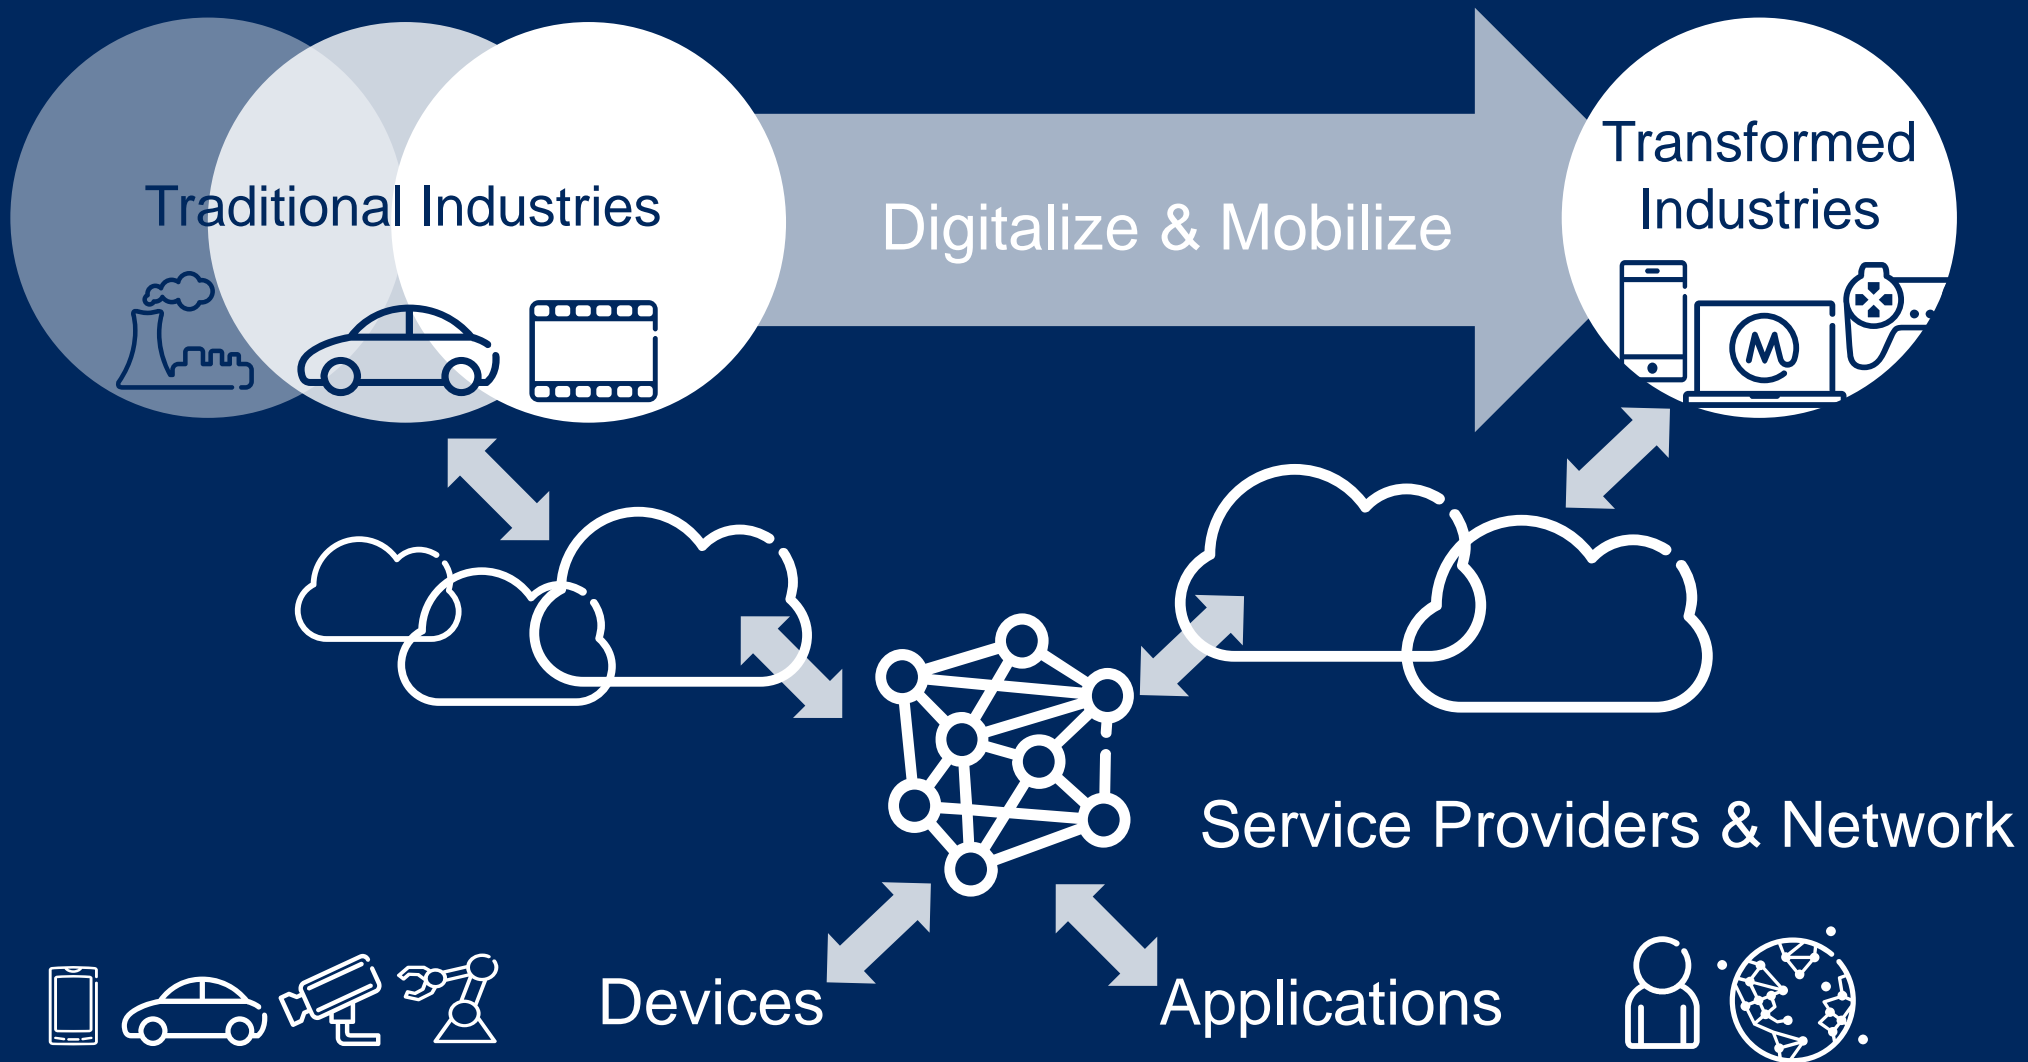 Traditional Industries
Digitalize & Mobilize
Transformed
Industries
Service Providers & Network
Devices
Applications